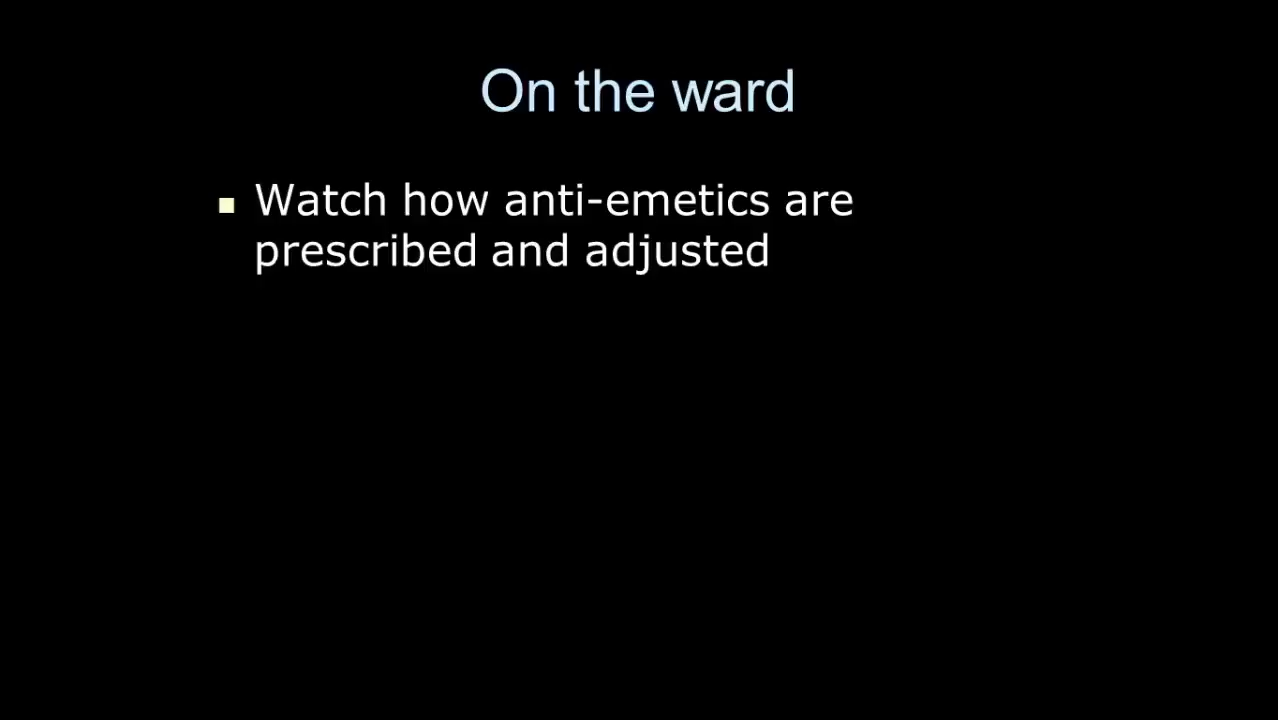 On the ward
Watch how anti-emetics are
prescribed and adjusted